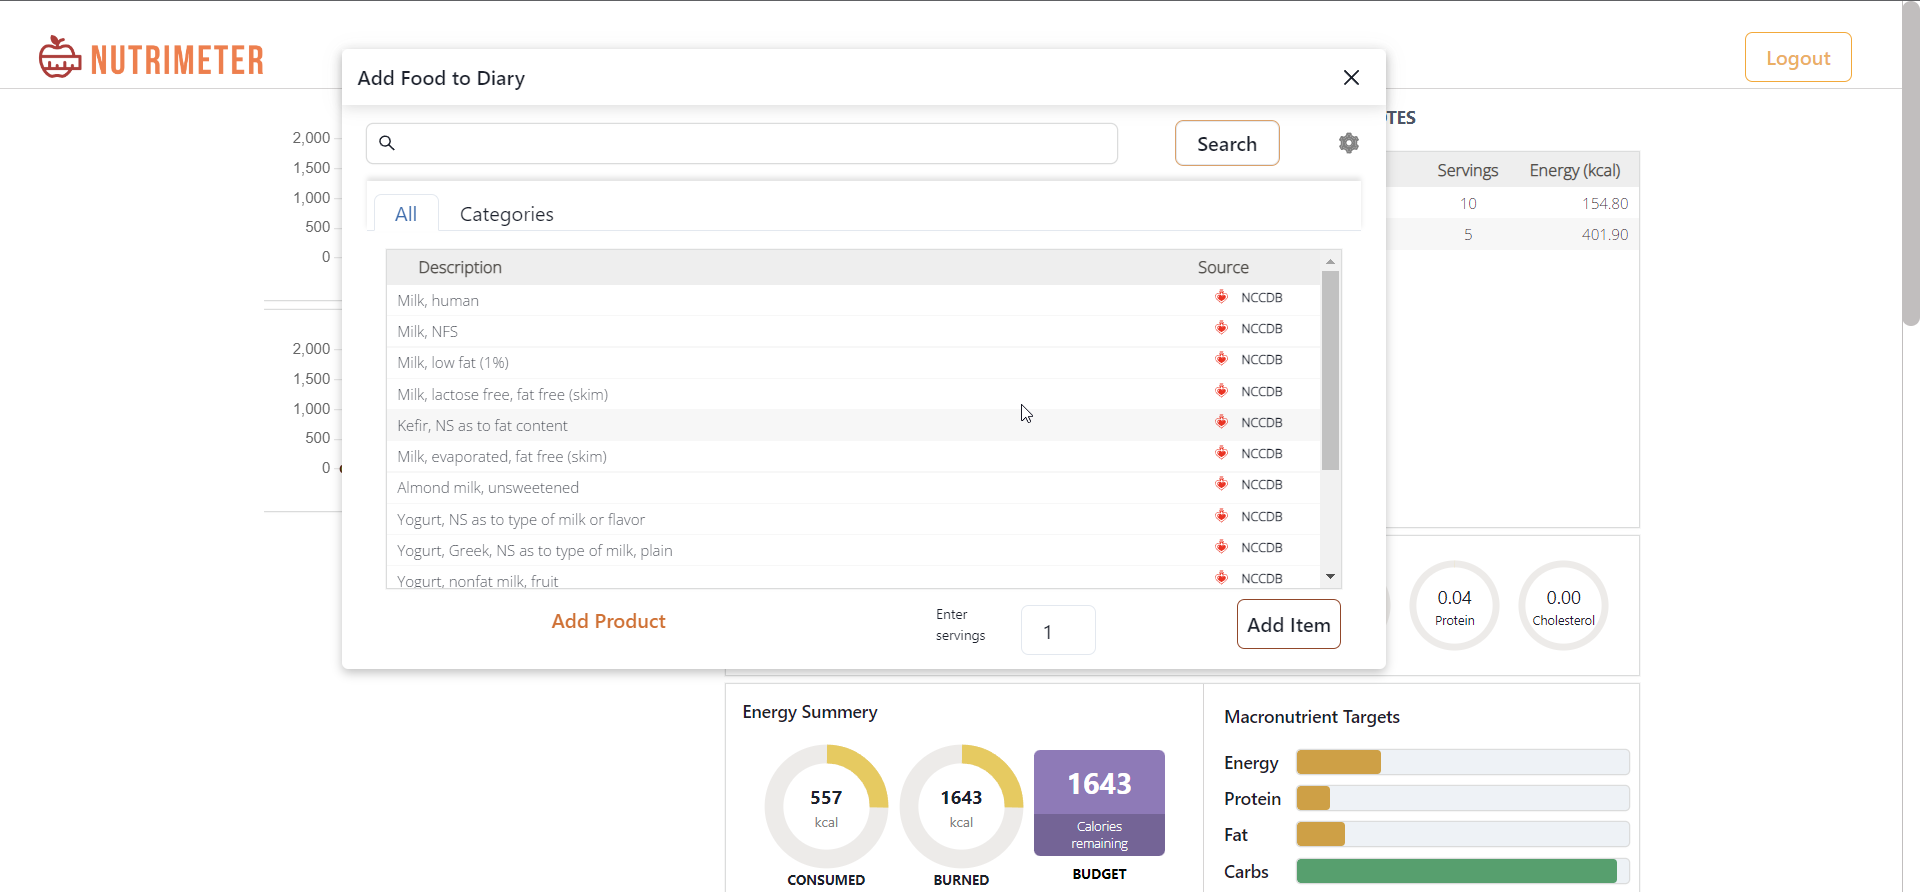 NUTRIMETER
Logout
Add Food to Diary
Search
All
Categories
Description
Source
Milk, human
NCCDB
Milk, NFS
NCCDB
Milk, low fat (1%)
NCCDB
Milk, lactose free, fat free (skim)
NCCDB
Kefir, NS as to fat content
NCCDB
Milk, evaporated, fat free (skim)
NCCDB
Almond milk, unsweetened
NCCDB
Yogurt, NS as to type of milk or flavor
NCCDB
Yogurt, Greek, NS as to type of milk, plain
NCCDB
Yogurt, nonfat milk, fruit
NCCDB
Add Product
Enter
servings
1
Add Item
2,000
1,500
1,000
500
0
2,000
1,500
1,000
500
0
TES
Servings
Energy (kcal)
10
154.80
5
401.90
0.04
Protein
0.00
Cholesterol
Energy Summery
557
kcal
CONSUMED
1643
kcal
BURNED
1643
Calories
remaining
BUDGET
Macronutrient Targets
Energy
Protein
Fat
Carbs